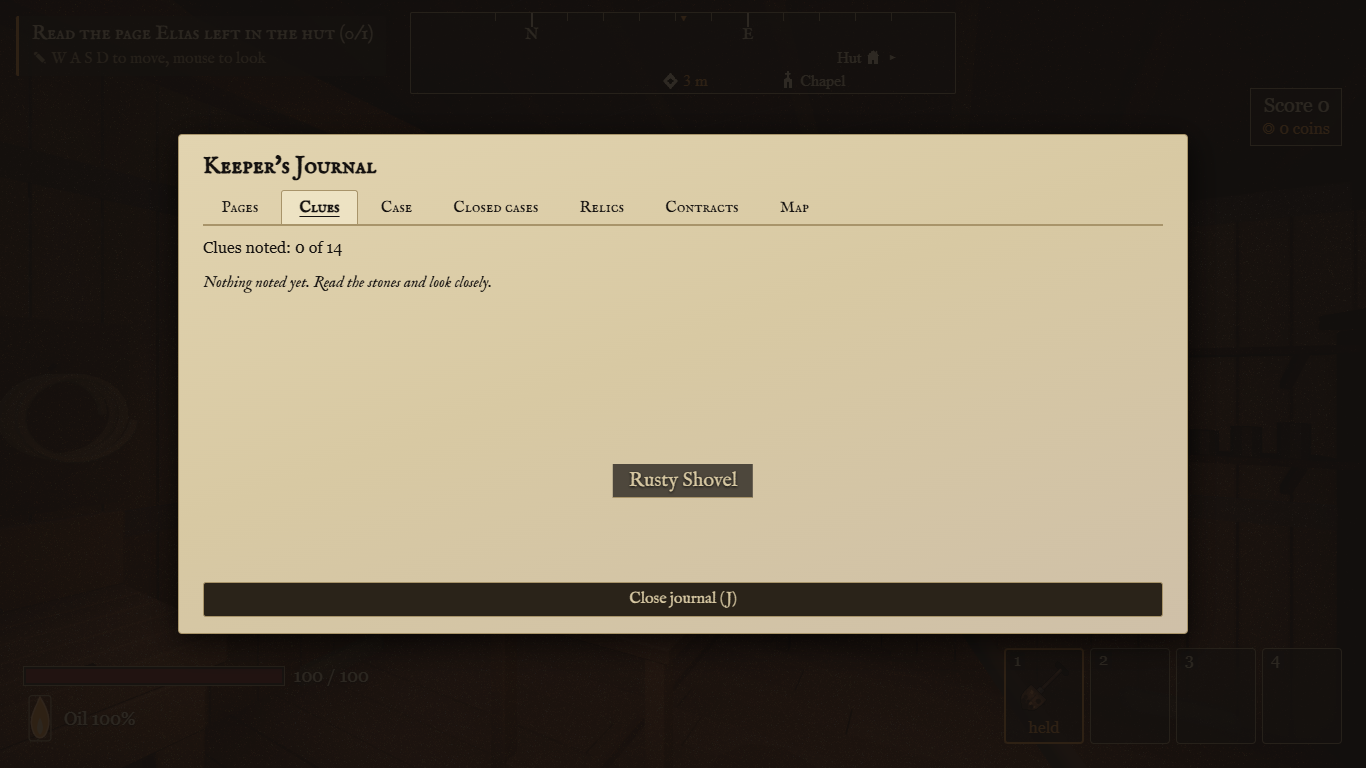 Read the page Elias left in the hut (0/1)
W A S D to move, mouse to look
N E
Hut
3 m Chapel
Score 0
0 coins
Keeper's Journal
Pages Clues Case Closed cases Relics Contracts Map
Clues noted: 0 of 14
Nothing noted yet. Read the stones and look closely.
Rusty Shovel
Close journal (J)
100 / 100
Oil 100%
1 2 3 4
held